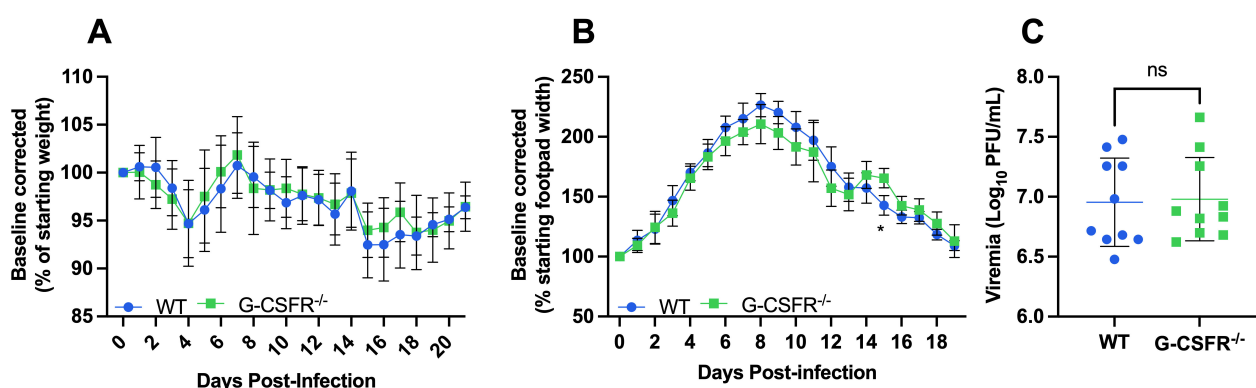 A
Baseline corrected
(% of starting weight)
110
105
100
95
90
85
WT G-CSFR-/-
0 2 4 6 8 10 12 14 16 18 20
Days Post-Infection
B
Baseline corrected
(% starting footpad width)
250
200
150
100
50
*
WT G-CSFR-/-
0 2 4 6 8 10 12 14 16 18
Days Post-infection
C
Viremia (Log10 PFU/mL)
8.0
7.5
7.0
6.5
6.0
ns
WT G-CSFR-/-